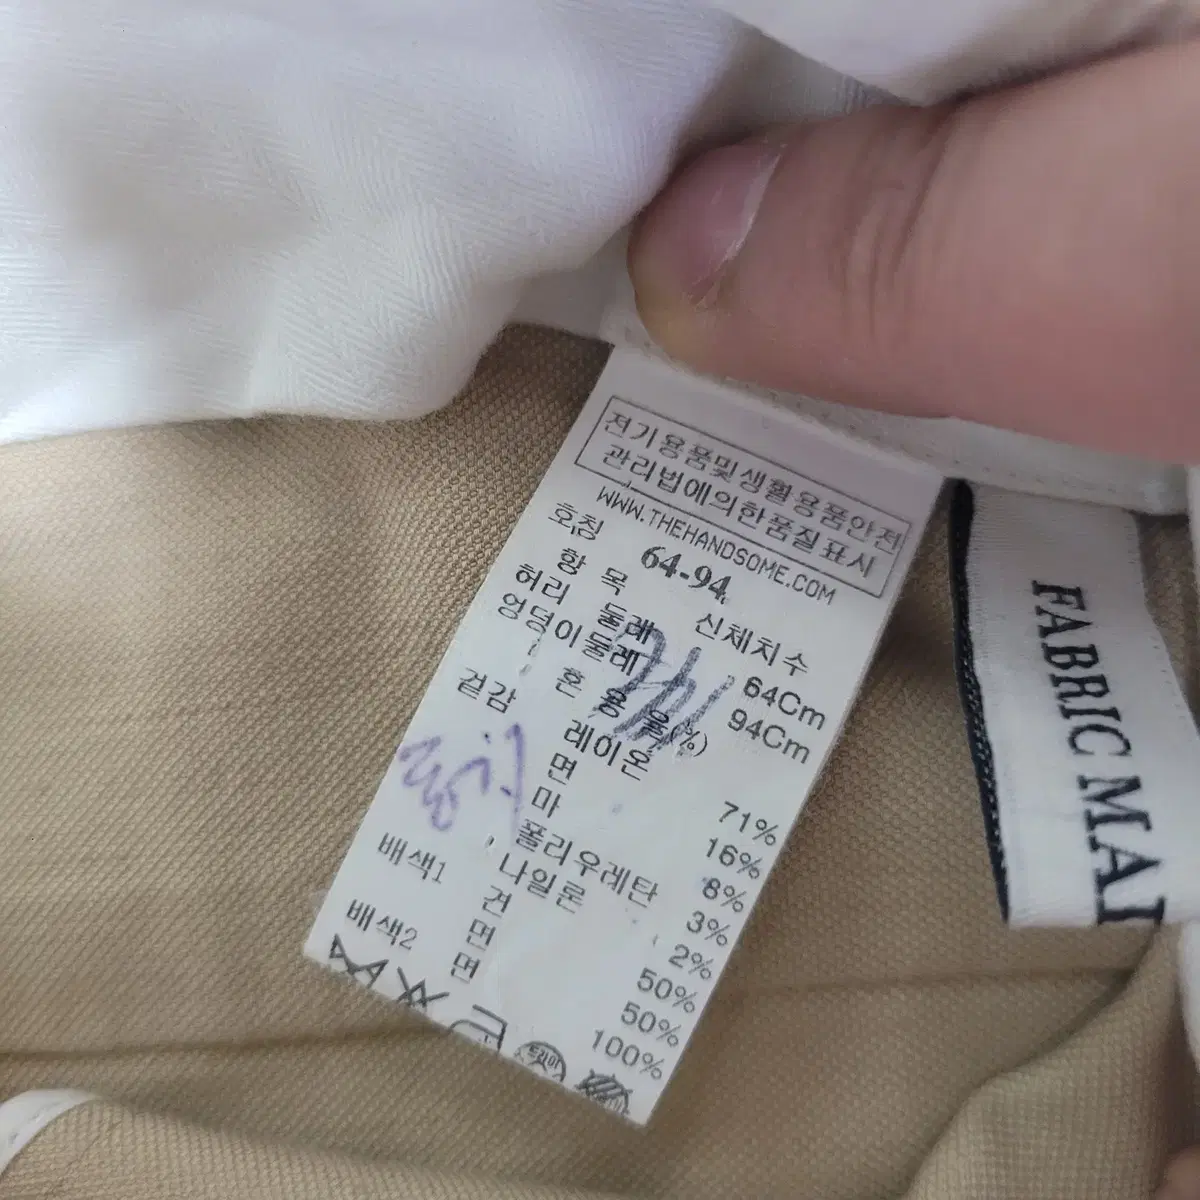 전기용품및생활용품안전
관리법에의한품질표시
WWW.THEHANDSOME.COM
호칭 64-94
항 목 신체치수
허리 둘레 64Cm
엉덩이둘레 94Cm
혼 용 율(%)
겉감 레이온 71%
면 16%
마 8%
폴리우레탄 3%
나일론 2%
배색1 견 50%
면 50%
배색2 면 100%
드라이
FABRIC MA